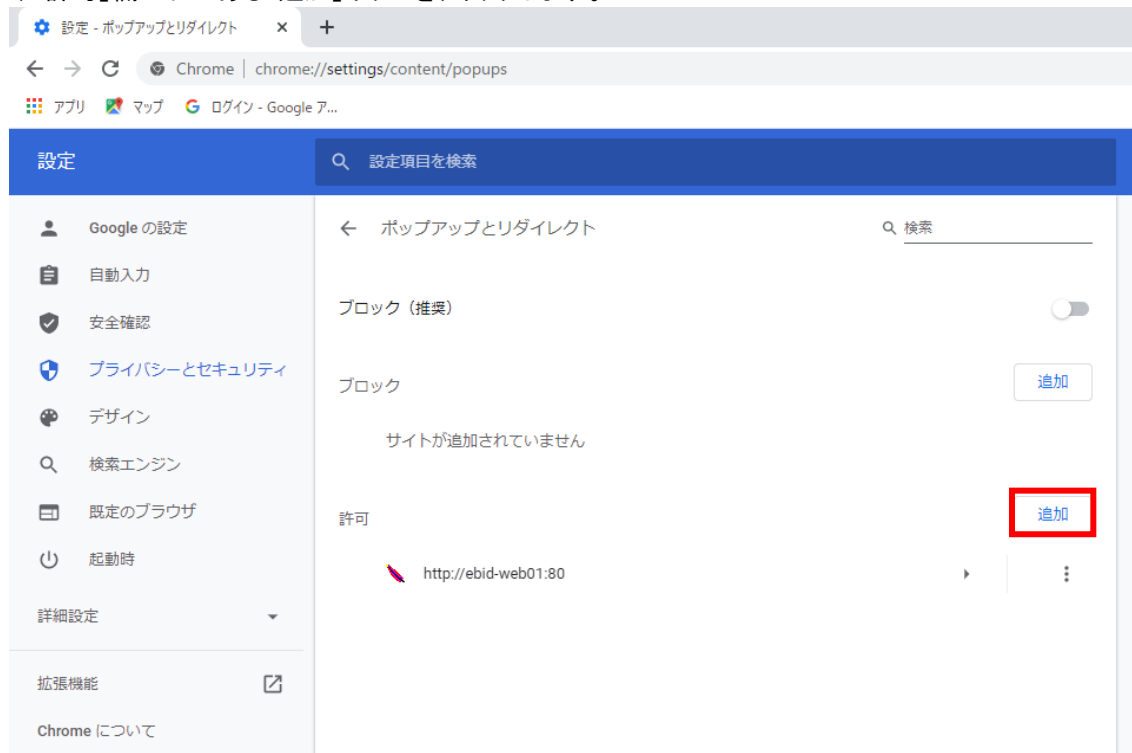 設定 - ポップアップとリダイレクト × +
Chrome | chrome://settings/content/popups
アプリ マップ G ログイン - Google ア...
設定 設定項目を検索
Google の設定
自動入力
安全確認
プライバシーとセキュリティ
デザイン
検索エンジン
既定のブラウザ
起動時
詳細設定
拡張機能
Chrome について
ポップアップとリダイレクト 検索
ブロック（推奨）
ブロック 追加
サイトが追加されていません
許可 追加
http://ebid-web01:80